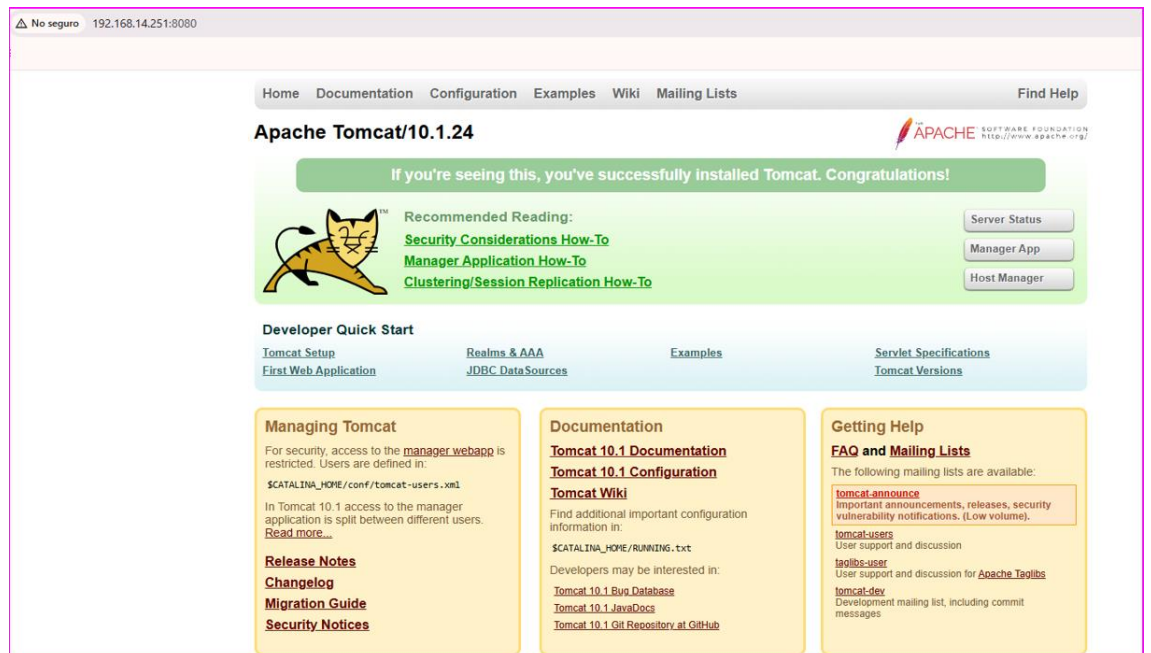 No seguro 192.168.14.251:8080
Home Documentation Configuration Examples Wiki Mailing Lists Find Help
Apache Tomcat/10.1.24
THE APACHE SOFTWARE FOUNDATION
http://www.apache.org/
If you're seeing this, you've successfully installed Tomcat. Congratulations!
TM
Recommended Reading:
Security Considerations How-To
Manager Application How-To
Clustering/Session Replication How-To
Server Status
Manager App
Host Manager
Developer Quick Start
Tomcat Setup
First Web Application
Realms & AAA
JDBC DataSources
Examples
Servlet Specifications
Tomcat Versions
Managing Tomcat
For security, access to the manager webapp is
restricted. Users are defined in:
$CATALINA_HOME/conf/tomcat-users.xml
In Tomcat 10.1 access to the manager
application is split between different users.
Read more...
Release Notes
Changelog
Migration Guide
Security Notices
Documentation
Tomcat 10.1 Documentation
Tomcat 10.1 Configuration
Tomcat Wiki
Find additional important configuration
information in:
$CATALINA_HOME/RUNNING.txt
Developers may be interested in:
Tomcat 10.1 Bug Database
Tomcat 10.1 JavaDocs
Tomcat 10.1 Git Repository at GitHub
Getting Help
FAQ and Mailing Lists
The following mailing lists are available:
tomcat-announce
Important announcements, releases, security
vulnerability notifications. (Low volume).
tomcat-users
User support and discussion
taglibs-user
User support and discussion for Apache Taglibs
tomcat-dev
Development mailing list, including commit
messages